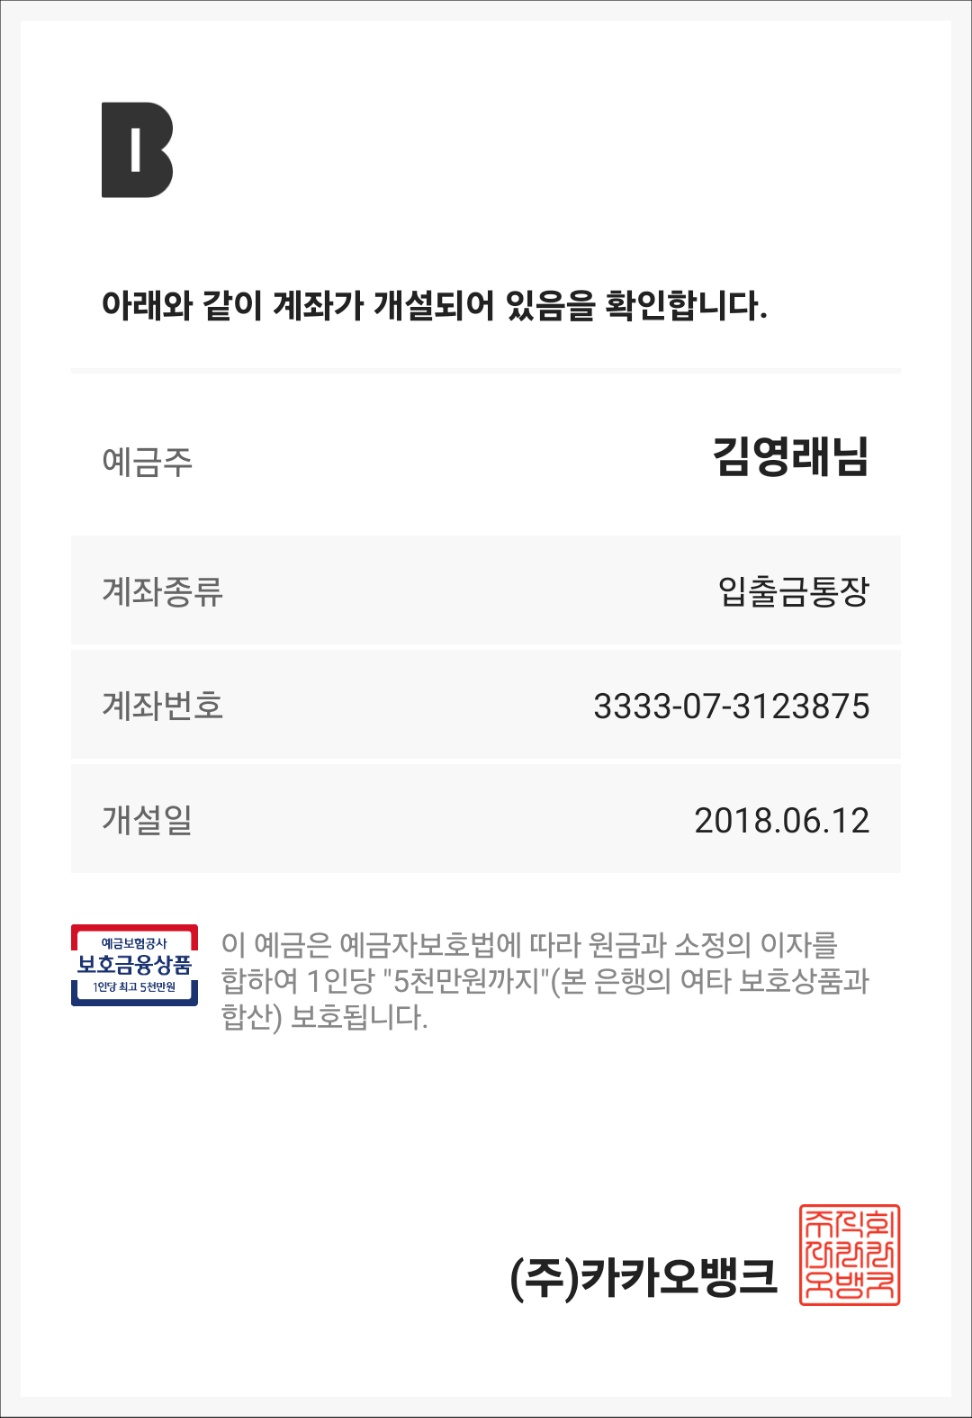 B
아래와 같이 계좌가 개설되어 있음을 확인합니다.
예금주 김영래님
계좌종류 입출금통장
계좌번호 3333-07-3123875
개설일 2018.06.12
예금보험공사
보호금융상품
1인당 최고 5천만원
이 예금은 예금자보호법에 따라 원금과 소정의 이자를
합하여 1인당 "5천만원까지"(본 은행의 여타 보호상품과
합산) 보호됩니다.
(주)카카오뱅크
주식회
사카카
오뱅크